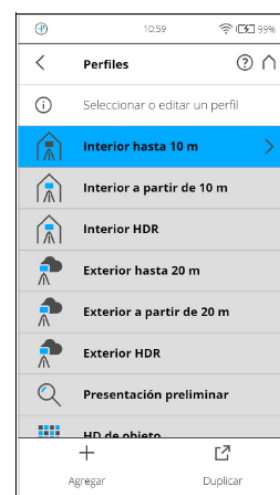 10:59 99%
Perfiles
Seleccionar o editar un perfil
Interior hasta 10 m
Interior a partir de 10 m
Interior HDR
Exterior hasta 20 m
Exterior a partir de 20 m
Exterior HDR
Presentación preliminar
HD de objeto
Agregar Duplicar